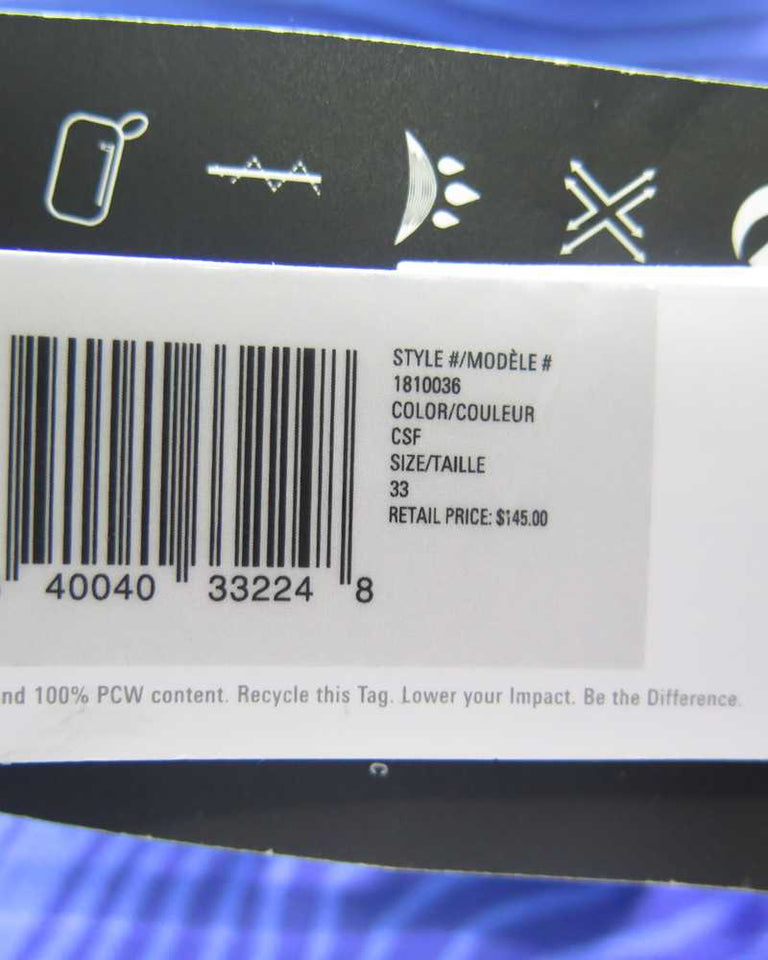 STYLE #/MODÈLE #
1810036
COLOR/COULEUR
CSF
SIZE/TAILLE
33
RETAIL PRICE: $145.00
40040 33224 8
100% PCW content. Recycle this Tag. Lower your Impact. Be the Difference.